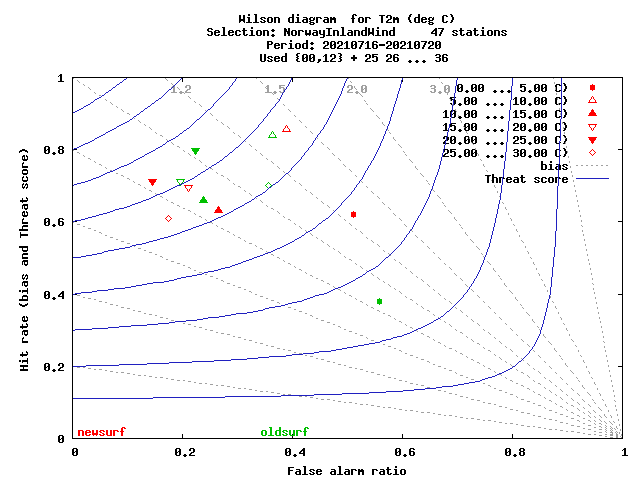 Wilson diagram for T2m (deg C)
Selection: NorwayInlandWind 47 stations
Period: 20210716-20210720
Used {00,12} + 25 26 ... 36
1 1.2 1.5 2.0 3.0
0.00 ... 5.00 C)
5.00 ... 10.00 C)
10.00 ... 15.00 C)
15.00 ... 20.00 C)
20.00 ... 25.00 C)
25.00 ... 30.00 C)
bias
Threat score
0.8
0.6
0.4
0.2
0
Hit rate (bias and Threat score)
newsurf oldsurf
0 0.2 0.4 0.6 0.8 1
False alarm ratio